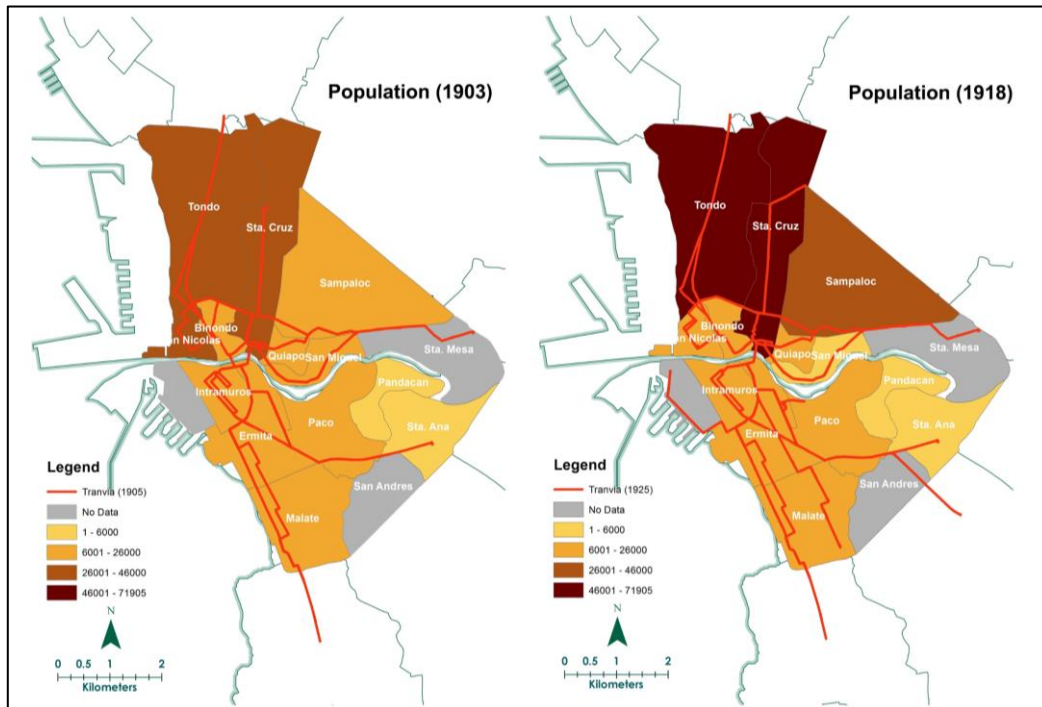 Population (1903)
Tondo
Sta. Cruz
Sampaloc
Binondo
n Nicolas
Quiapo
San Miguel
Sta. Mesa
Intramuros
Pandacan
Paco
Sta. Ana
Ermita
San Andres
Malate
Legend
Tranvia (1905)
No Data
1 - 6000
6001 - 26000
26001 - 46000
46001 - 71905
N
0 0.5 1 2
Kilometers
Population (1918)
Tondo
Sta. Cruz
Sampaloc
Binondo
n Nicolas
Quiapo
San Miguel
Sta. Mesa
Intramuros
Pandacan
Paco
Sta. Ana
Ermita
San Andres
Malate
Legend
Tranvia (1925)
No Data
1 - 6000
6001 - 26000
26001 - 46000
46001 - 71905
N
0 0.5 1 2
Kilometers